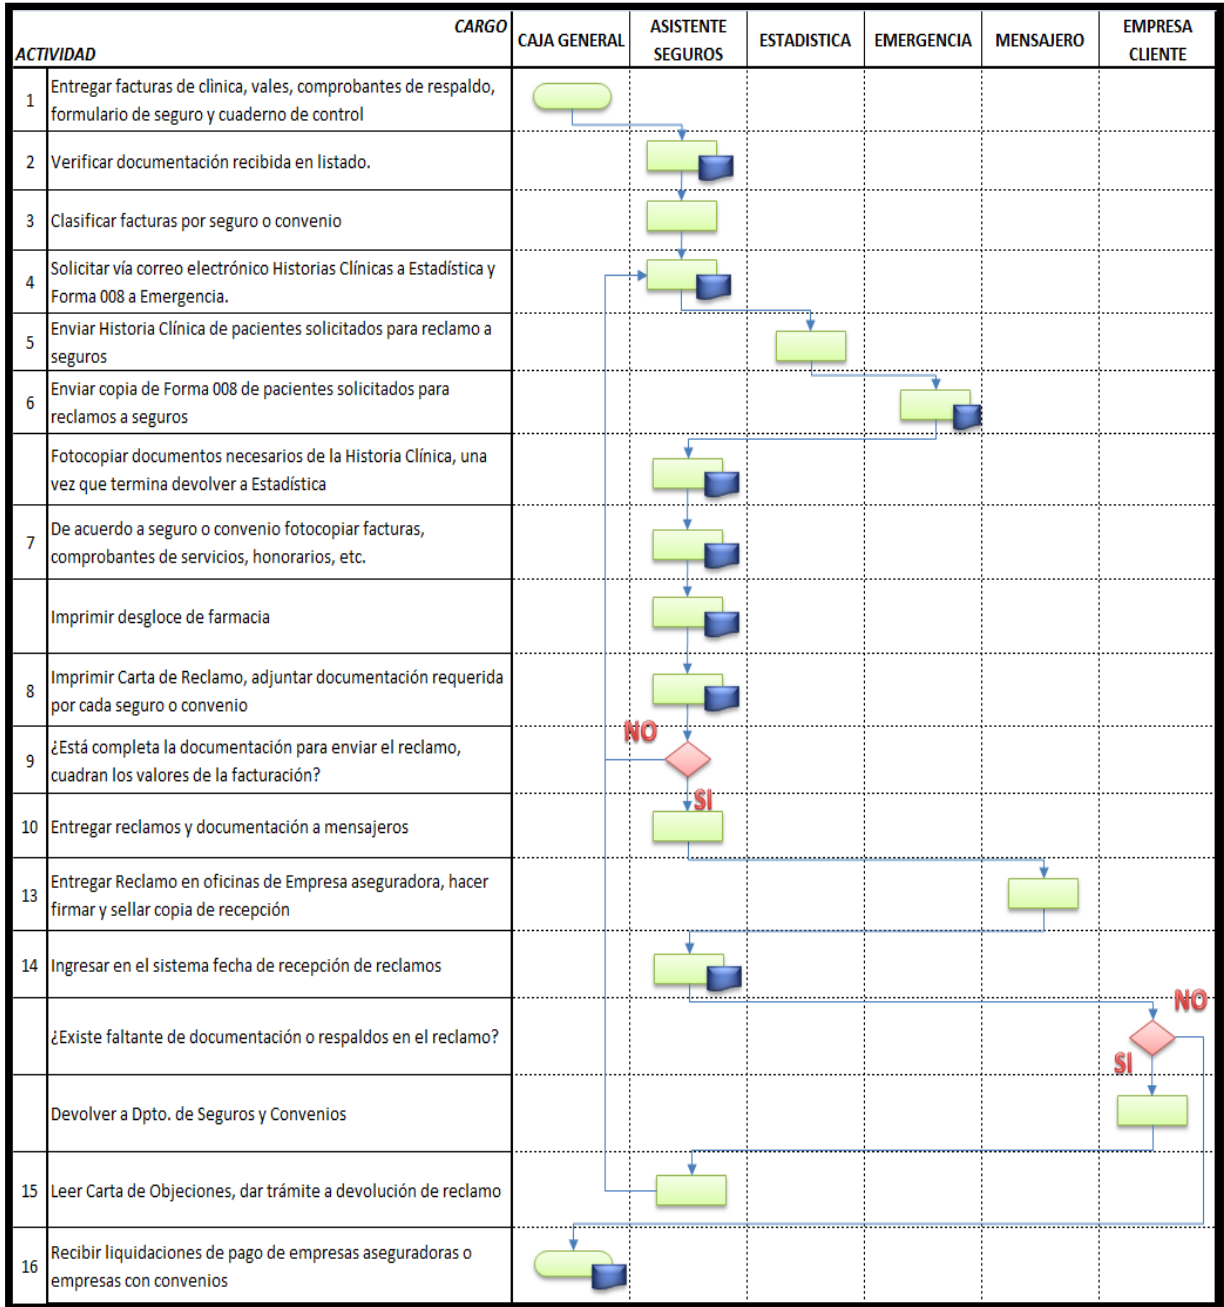 CARGO
ACTIVIDAD
CAJA GENERAL
ASISTENTE
SEGUROS
ESTADISTICA
EMERGENCIA
MENSAJERO
EMPRESA
CLIENTE
1
Entregar facturas de clìnica, vales, comprobantes de respaldo,
formulario de seguro y cuaderno de control
2
Verificar documentación recibida en listado.
3
Clasificar facturas por seguro o convenio
4
Solicitar vía correo electrónico Historias Clínicas a Estadística y
Forma 008 a Emergencia.
5
Enviar Historia Clínica de pacientes solicitados para reclamo a
seguros
6
Enviar copia de Forma 008 de pacientes solicitados para
reclamos a seguros
Fotocopiar documentos necesarios de la Historia Clínica, una
vez que termina devolver a Estadística
7
De acuerdo a seguro o convenio fotocopiar facturas,
comprobantes de servicios, honorarios, etc.
Imprimir desgloce de farmacia
8
Imprimir Carta de Reclamo, adjuntar documentación requerida
por cada seguro o convenio
NO
9
¿Está completa la documentación para enviar el reclamo,
cuadran los valores de la facturación?
SI
10
Entregar reclamos y documentación a mensajeros
13
Entregar Reclamo en oficinas de Empresa aseguradora, hacer
firmar y sellar copia de recepción
14
Ingresar en el sistema fecha de recepción de reclamos
NO
¿Existe faltante de documentación o respaldos en el reclamo?
SI
Devolver a Dpto. de Seguros y Convenios
15
Leer Carta de Objeciones, dar trámite a devolución de reclamo
16
Recibir liquidaciones de pago de empresas aseguradoras o
empresas con convenios